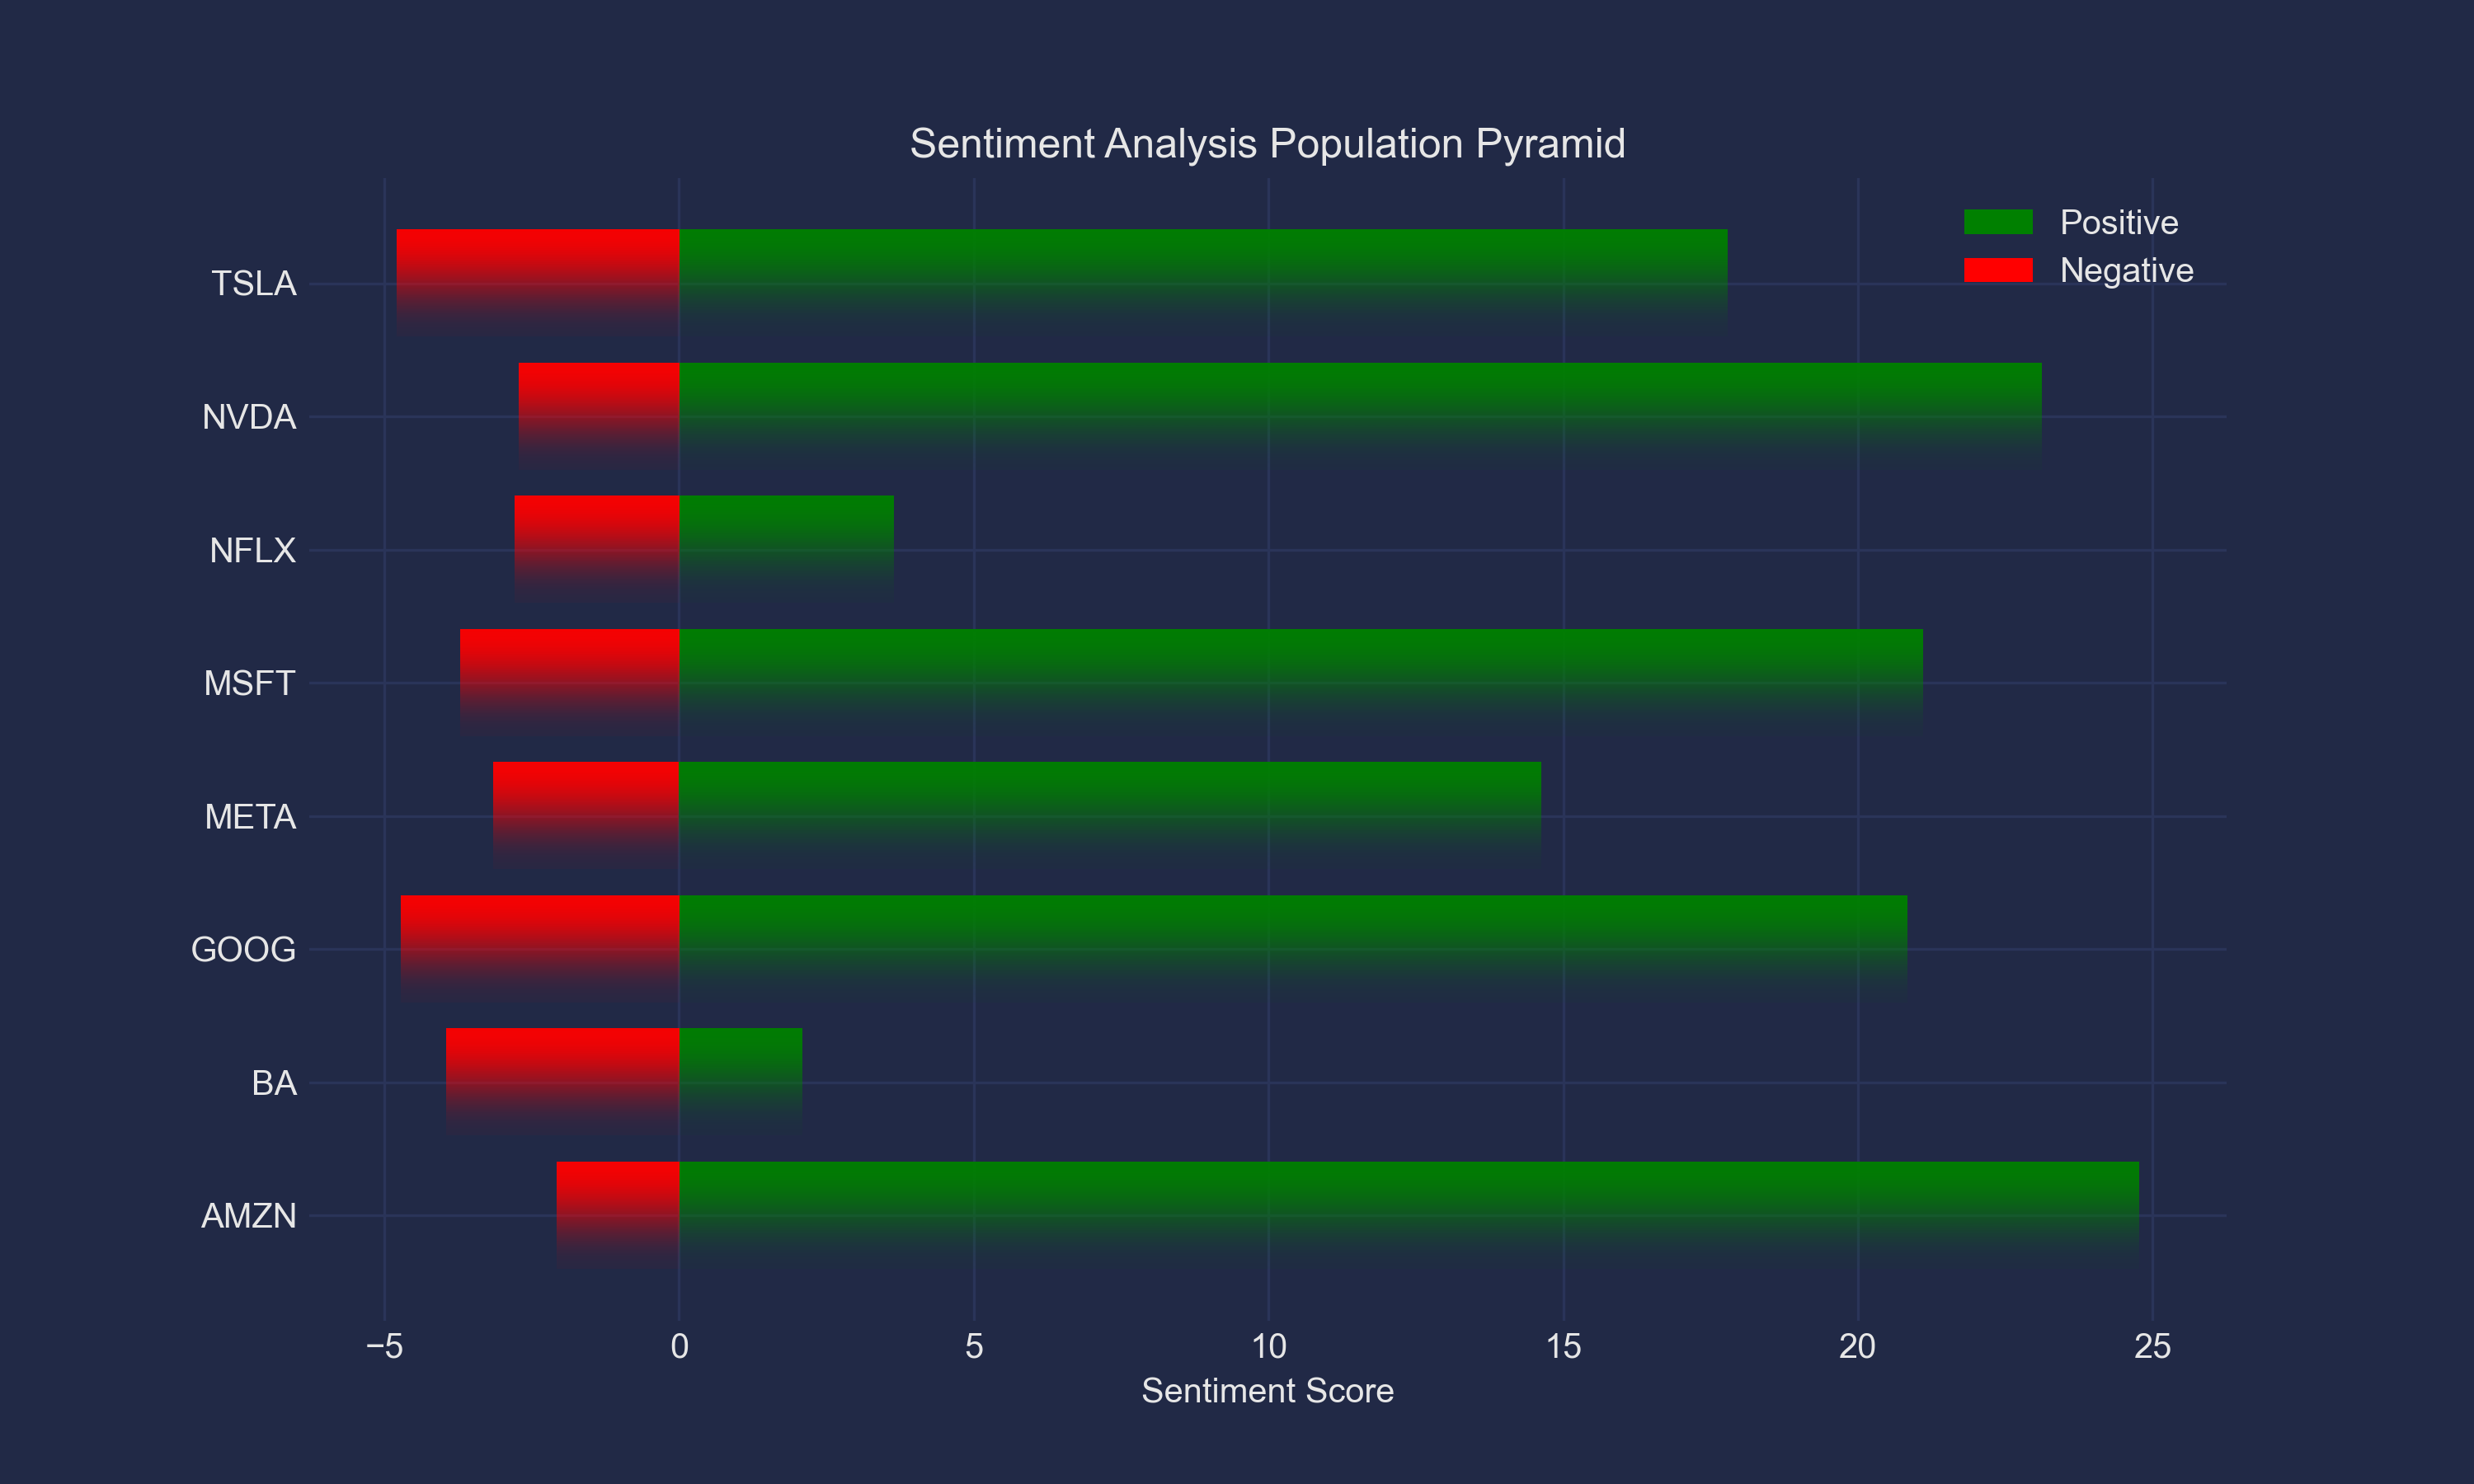 Sentiment Analysis Population Pyramid
Positive
Negative
TSLA
NVDA
NFLX
MSFT
META
GOOG
BA
AMZN
−5 0 5 10 15 20 25
Sentiment Score